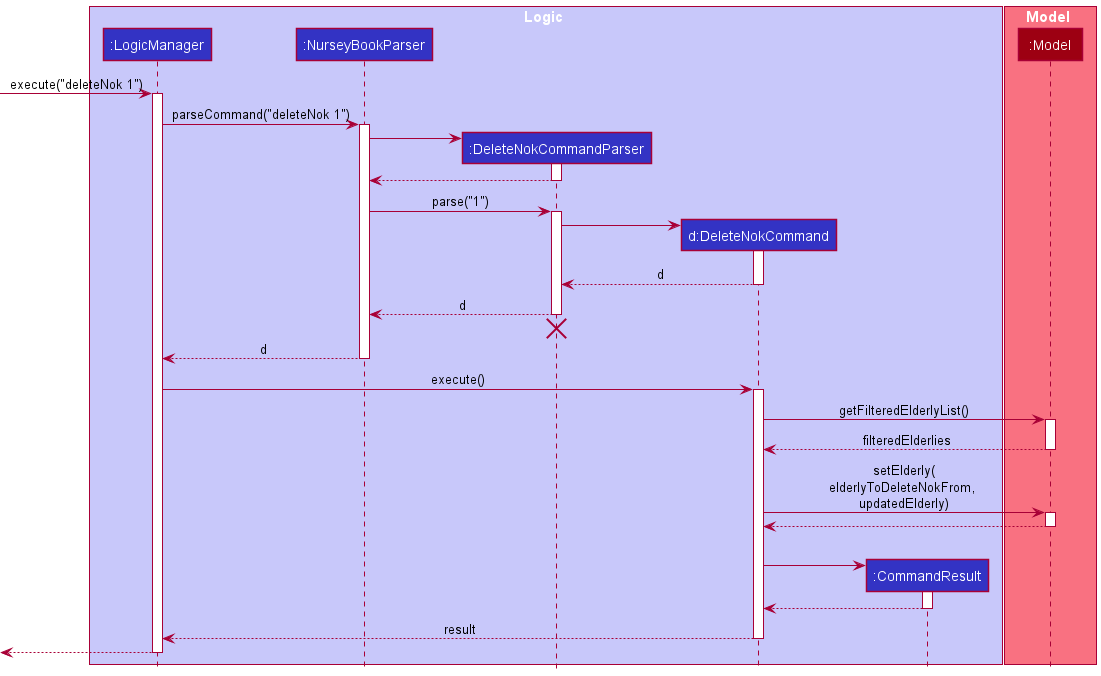 Logic
Model
:LogicManager
:NurseyBookParser
:Model
execute("deleteNok 1")
parseCommand("deleteNok 1")
:DeleteNokCommandParser
parse("1")
d:DeleteNokCommand
d
d
d
execute()
getFilteredElderlyList()
filteredElderlies
setElderly(
elderlyToDeleteNokFrom,
updatedElderly)
:CommandResult
result